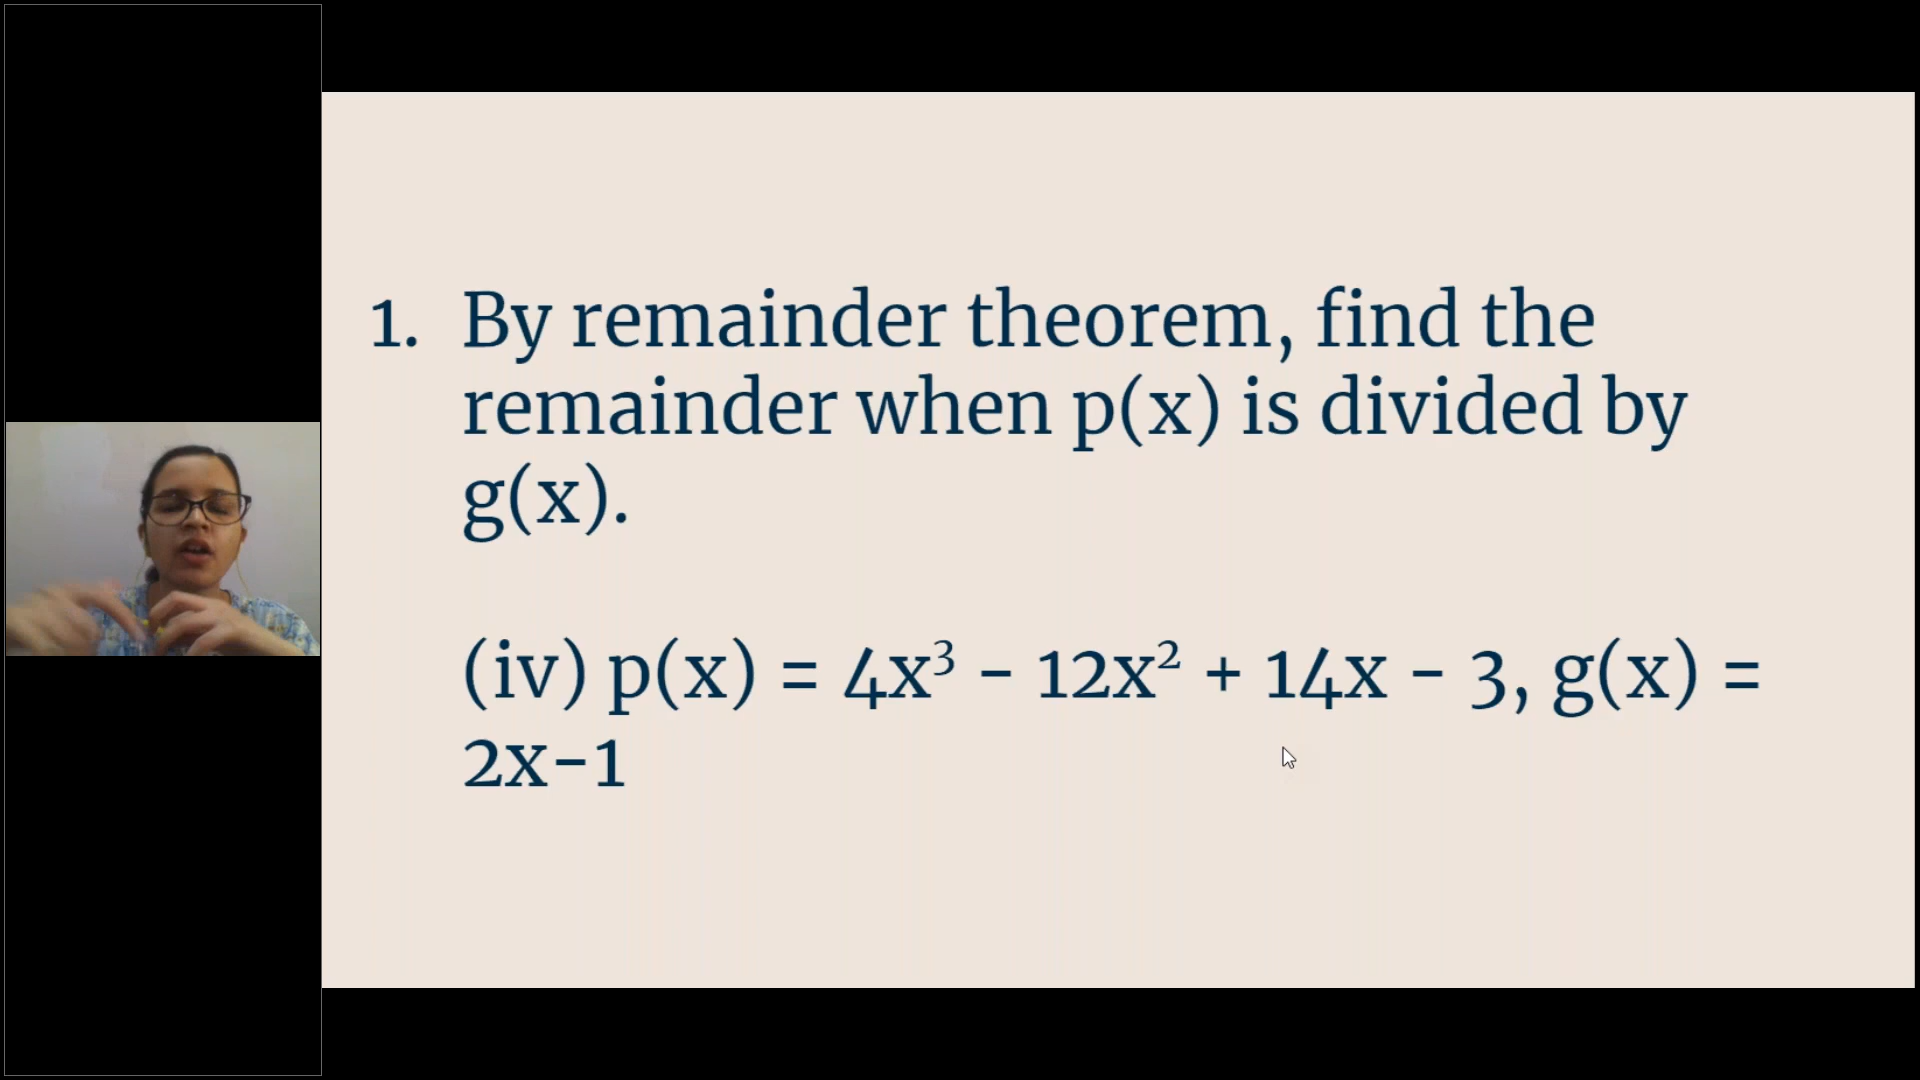 1. By remainder theorem, find the
remainder when p(x) is divided by
g(x).
(iv) p(x) = 4x³ - 12x² + 14x - 3, g(x) =
2x-1